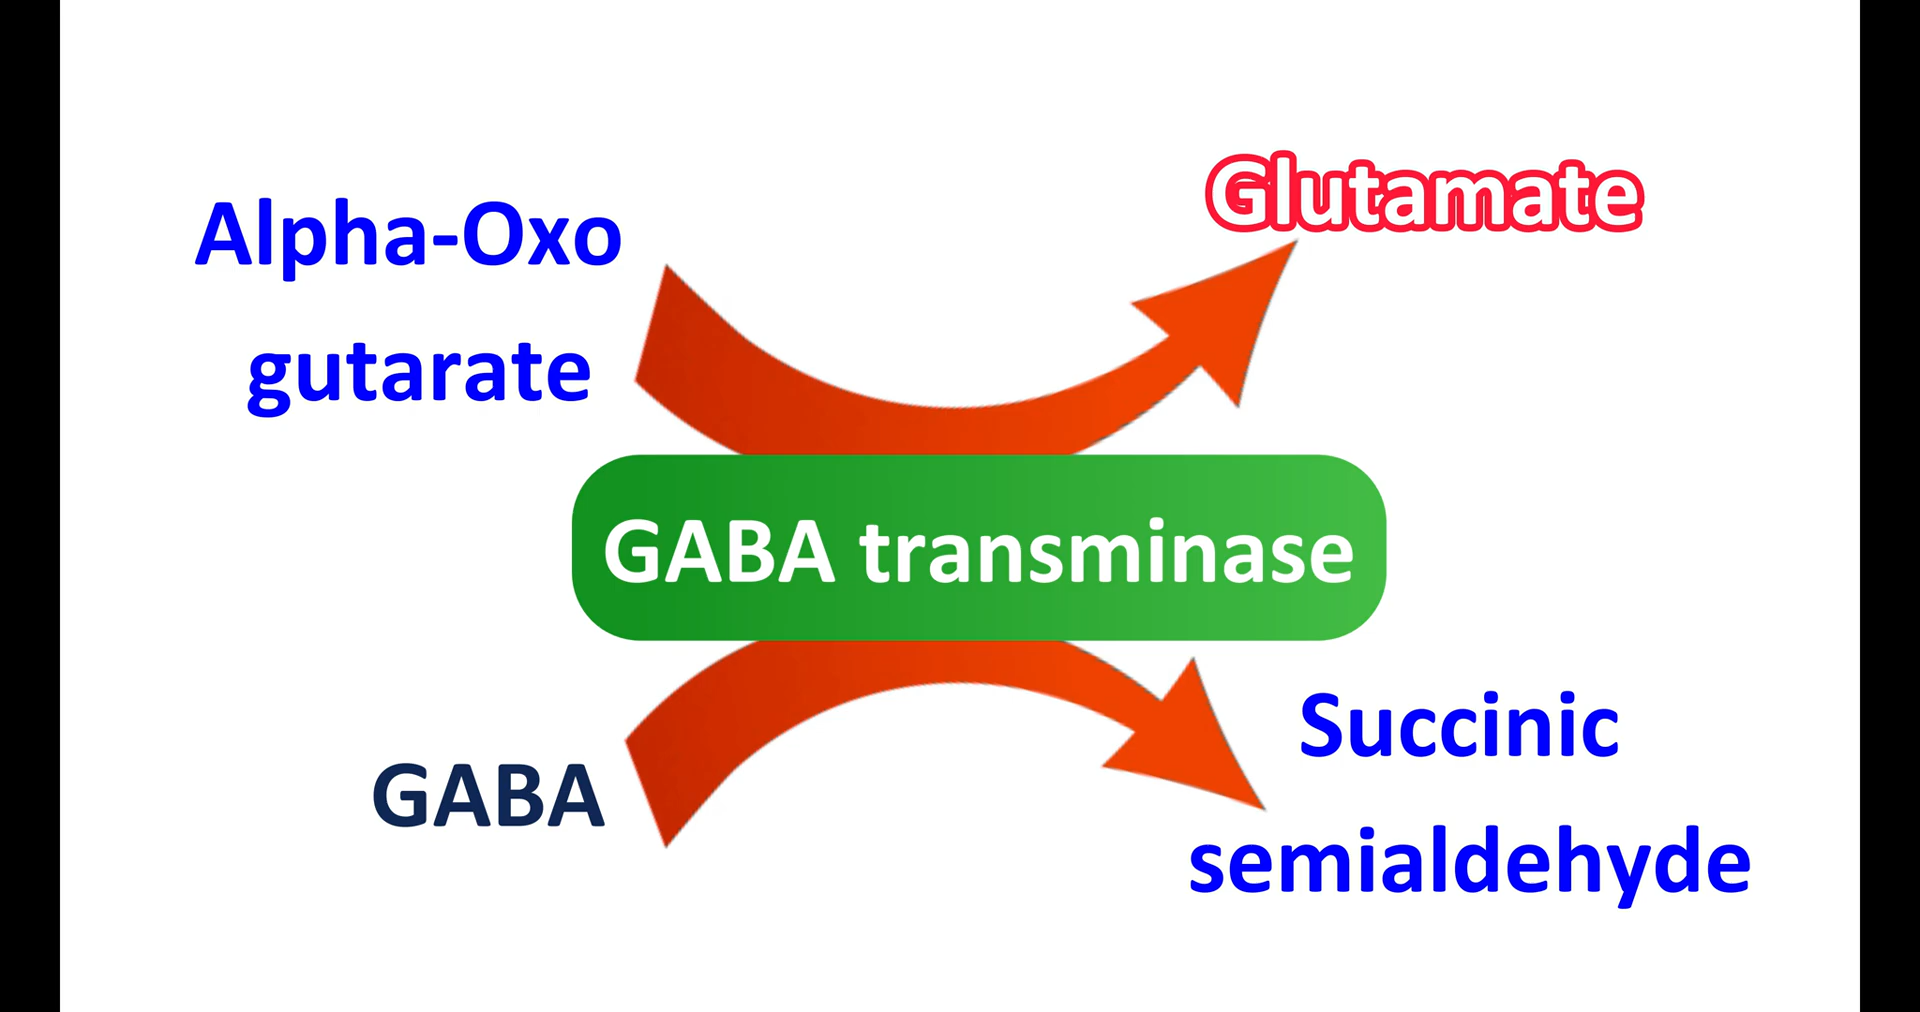 Alpha-Oxo
gutarate
Glutamate
GABA transminase
GABA
Succinic
semialdehyde